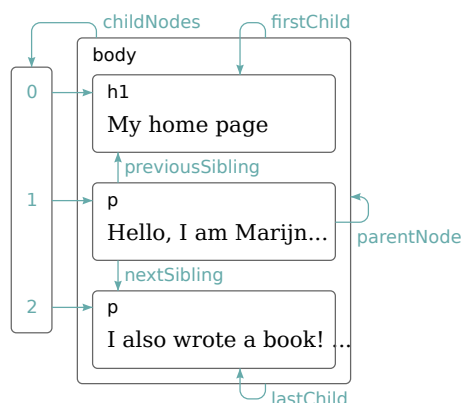 childNodes
firstChild
body
0
h1
My home page
previousSibling
1
p
Hello, I am Marijn...
parentNode
nextSibling
2
p
I also wrote a book! ...
lastChild